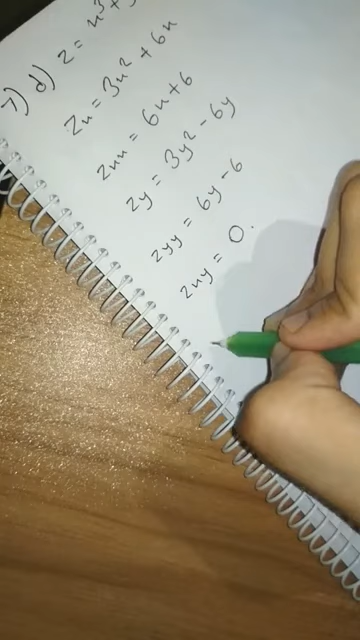 7) d) z = x³+
zx = 3x² + 6x
zxx = 6x + 6
zy = 3y² - 6y
zyy = 6y - 6
zxy = 0.